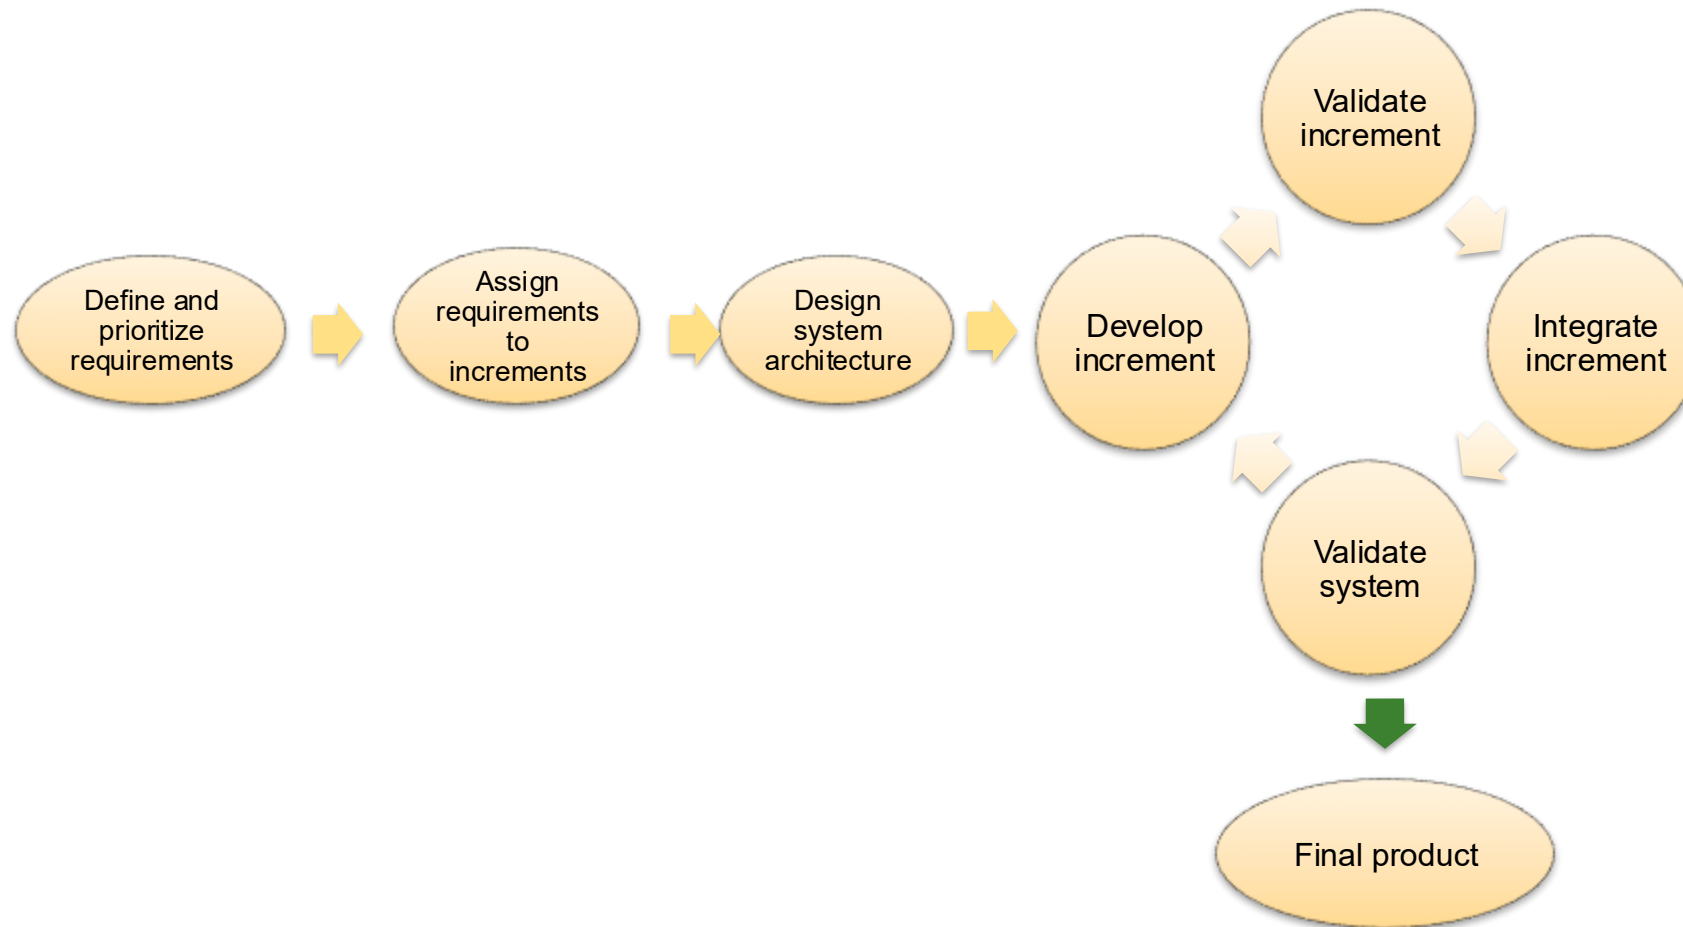 Define and
prioritize
requirements
Assign
requirements
to
increments
Design
system
architecture
Develop
increment
Validate
increment
Integrate
increment
Validate
system
Final product